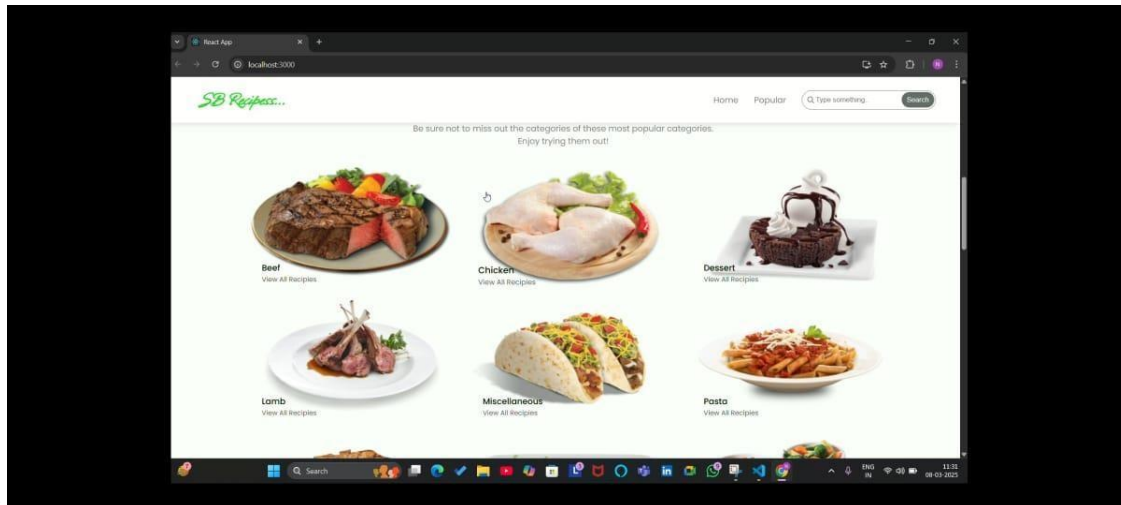 React App
localhost:3000
N
SB Recipess...
Home Popular Type something. Search
Be sure not to miss out the categories of these most popular categories.
Enjoy trying them out!
Beef Chicken Dessert
View All Recipies View All Recipies View All Recipies
Lamb Miscellaneous Pasta
View All Recipies View All Recipies View All Recipies
Search
ENG 11:31
IN 08-03-2025